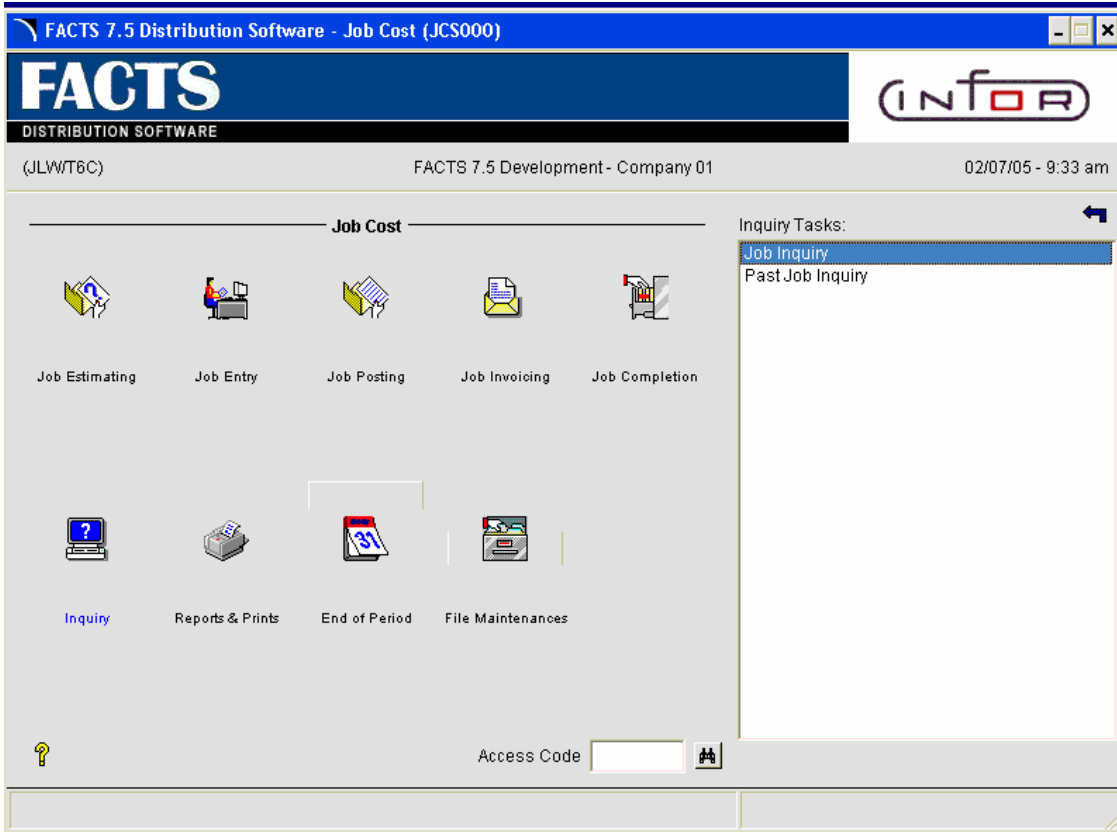 FACTS 7.5 Distribution Software - Job Cost (JCS000)
FACTS
DISTRIBUTION SOFTWARE
INFOR
(JLW/T6C) FACTS 7.5 Development - Company 01 02/07/05 - 9:33 am
Job Cost
Job Estimating Job Entry Job Posting Job Invoicing Job Completion
31
?
Inquiry Reports & Prints End of Period File Maintenances
Access Code
Inquiry Tasks:
Job Inquiry
Past Job Inquiry